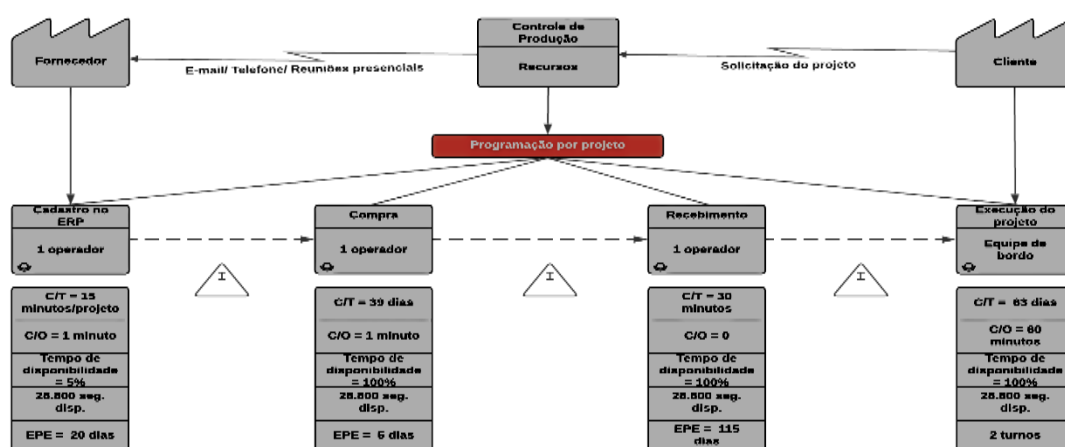 Controle de
Produção
Recursos
Fornecedor
Cliente
E-mail/ Telefone/ Reuniões presenciais
Solicitação do projeto
Programação por projeto
Cadastro no
ERP
1 operador
Compra
1 operador
Recebimento
1 operador
Execução do
projeto
Equipe de
bordo
I
I
I
C/T = 15
minutos/projeto
C/O = 1 minuto
Tempo de
disponibilidade
= 5%
28.800 seg.
disp.
EPE = 20 dias
C/T = 39 dias
C/O = 1 minuto
Tempo de
disponibilidade
= 100%
28.800 seg.
disp.
EPE = 5 dias
C/T = 30
minutos
C/O = 0
Tempo de
disponibilidade
= 100%
28.800 seg.
disp.
EPE = 115
dias
C/T = 63 dias
C/O = 60
minutos
Tempo de
disponibilidade
= 100%
28.800 seg.
disp.
2 turnos